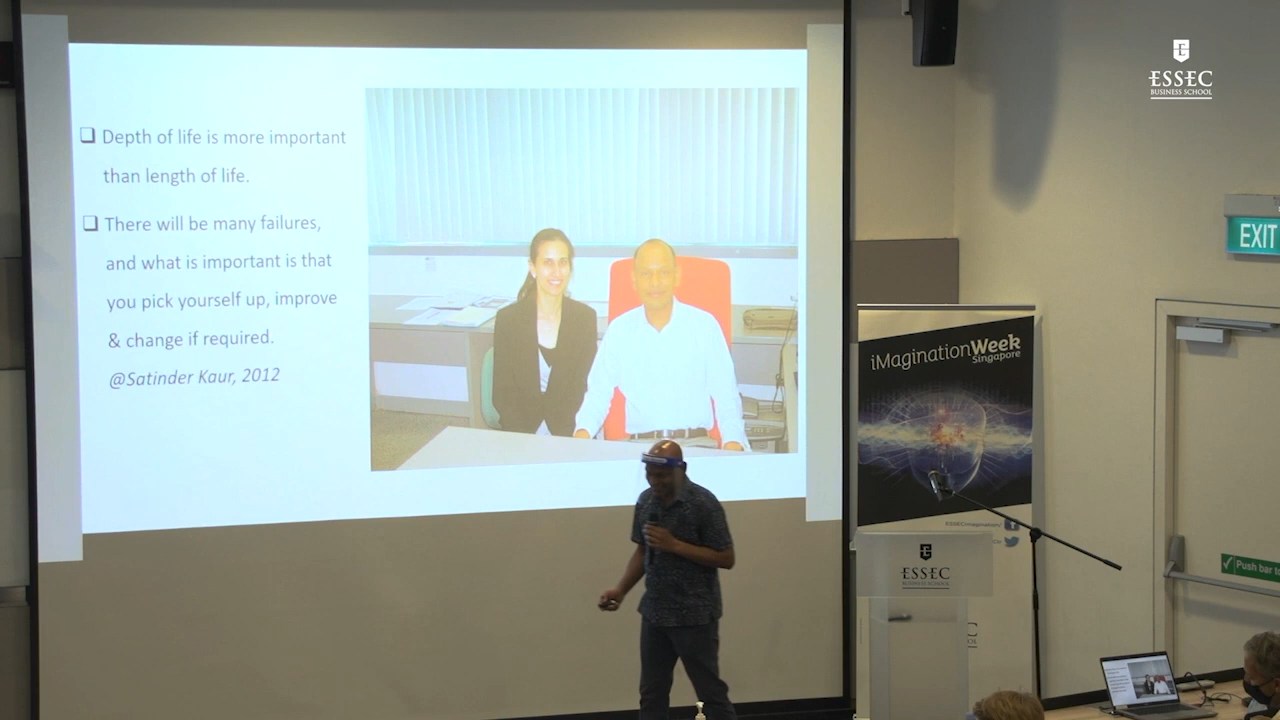 Depth of life is more important
than length of life.
There will be many failures,
and what is important is that
you pick yourself up, improve
& change if required.
@Satinder Kaur, 2012
ESSEC
BUSINESS SCHOOL
EXIT
iMaginationWeek
Singapore
ESSEC
BUSINESS SCHOOL
Push bar to